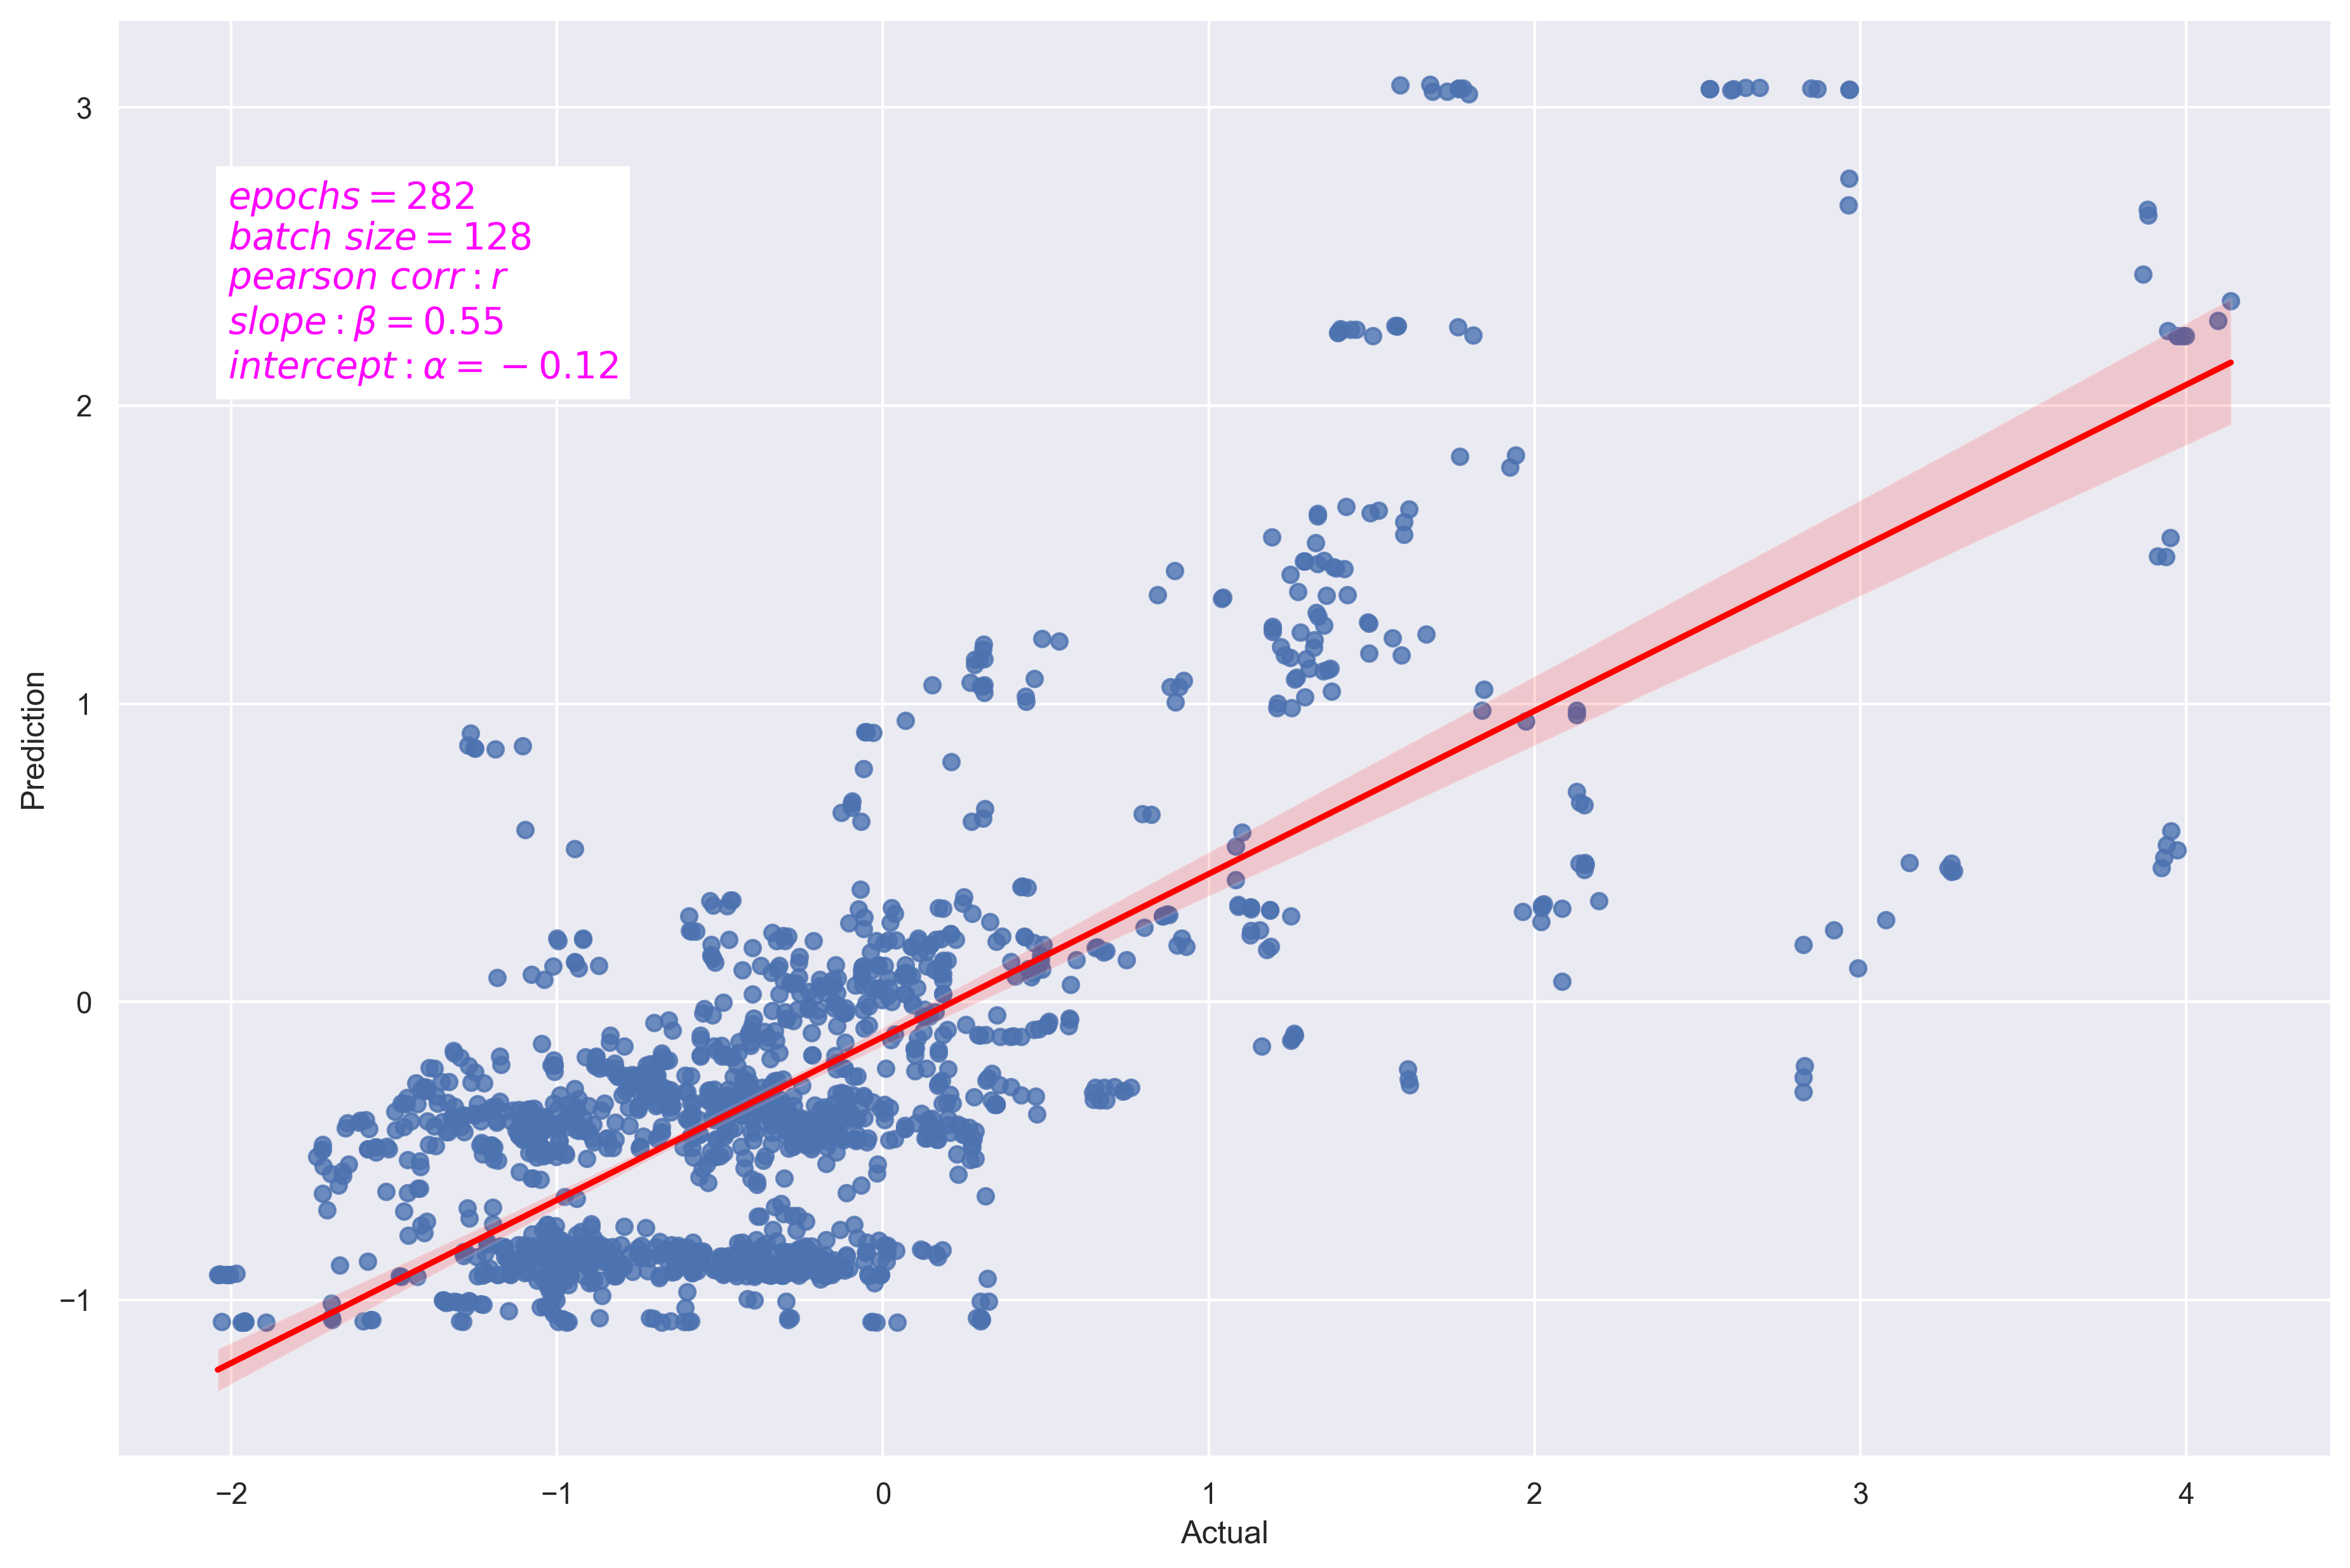 3
epochs = 282
batch size = 128
pearson corr : r
slope : β = 0.55
intercept : α = −0.12
2
1
0
−1
Prediction
−2 −1 0 1 2 3 4
Actual